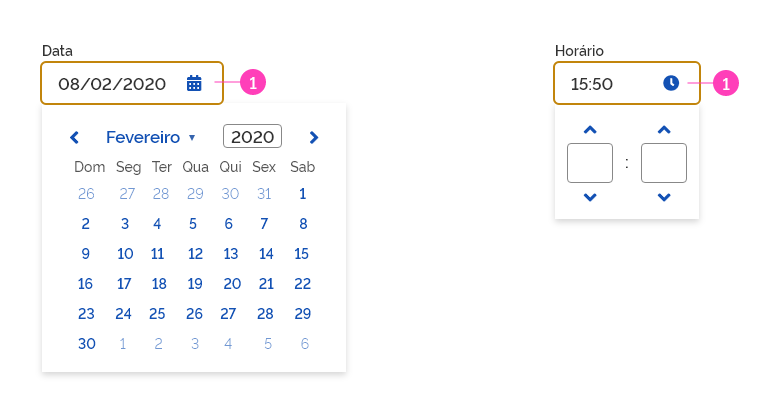 Data
08/02/2020
1
Fevereiro
2020
Dom Seg Ter Qua Qui Sex Sab
26 27 28 29 30 31 1
2 3 4 5 6 7 8
9 10 11 12 13 14 15
16 17 18 19 20 21 22
23 24 25 26 27 28 29
30 1 2 3 4 5 6
Horário
15:50
1
: